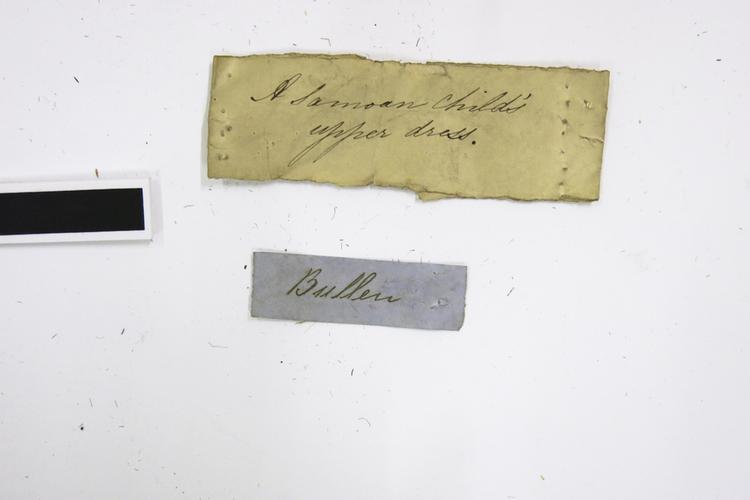 A Samoan Child's
upper dress.
Bullen